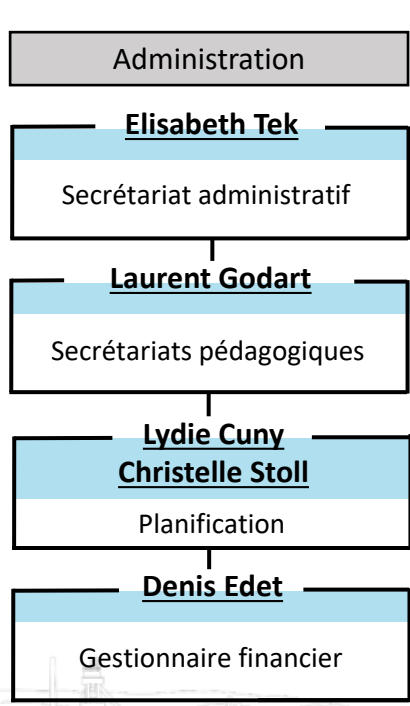 Administration
Elisabeth Tek
Secrétariat administratif
Laurent Godart
Secrétariats pédagogiques
Lydie Cuny
Christelle Stoll
Planification
Denis Edet
Gestionnaire financier